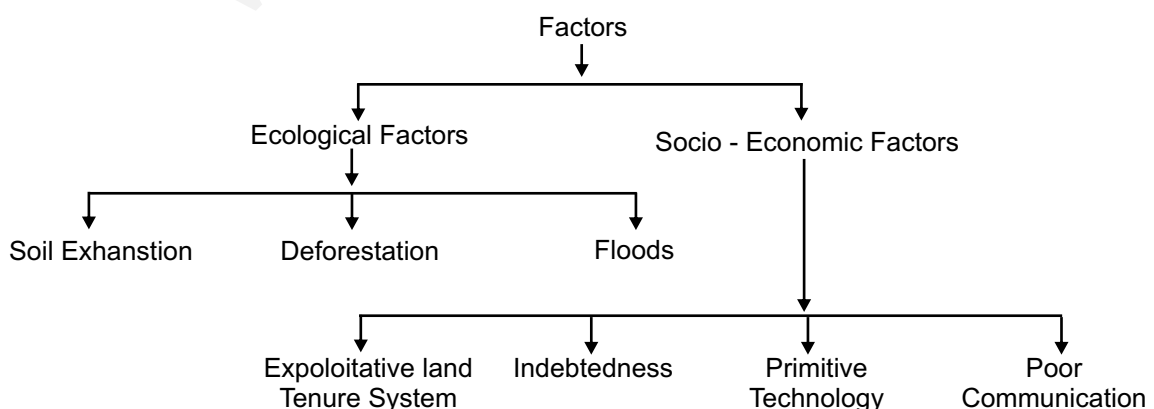 Factors
Ecological Factors
Socio - Economic Factors
Soil Exhanstion
Deforestation
Floods
Expoloitative land
Tenure System
Indebtedness
Primitive
Technology
Poor
Communication